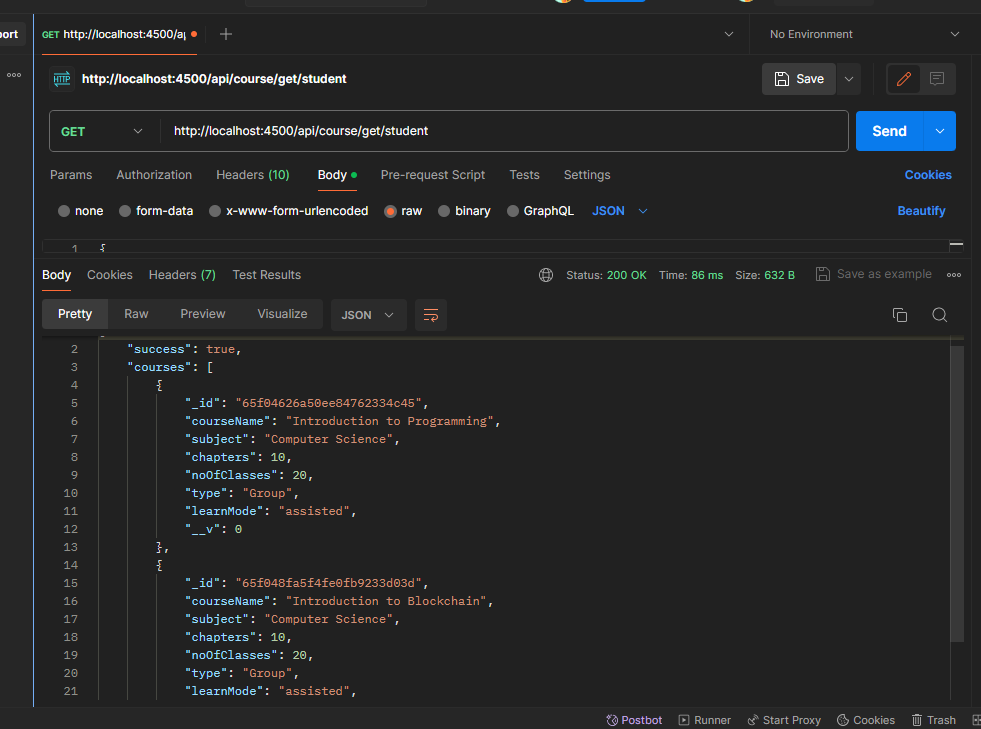 port GET http://localhost:4500/a No Environment
HTTP http://localhost:4500/api/course/get/student Save
GET http://localhost:4500/api/course/get/student Send
Params Authorization Headers (10) Body Pre-request Script Tests Settings Cookies
none form-data x-www-form-urlencoded raw binary GraphQL JSON Beautify
1 {
Body Cookies Headers (7) Test Results Status: 200 OK Time: 86 ms Size: 632 B Save as example
Pretty Raw Preview Visualize JSON
2 "success": true,
3 "courses": [
4 {
5 "_id": "65f04626a50ee84762334c45",
6 "courseName": "Introduction to Programming",
7 "subject": "Computer Science",
8 "chapters": 10,
9 "noOfClasses": 20,
10 "type": "Group",
11 "learnMode": "assisted",
12 "__v": 0
13 },
14 {
15 "_id": "65f048fa5f4fe0fb9233d03d",
16 "courseName": "Introduction to Blockchain",
17 "subject": "Computer Science",
18 "chapters": 10,
19 "noOfClasses": 20,
20 "type": "Group",
21 "learnMode": "assisted",
Postbot Runner Start Proxy Cookies Trash